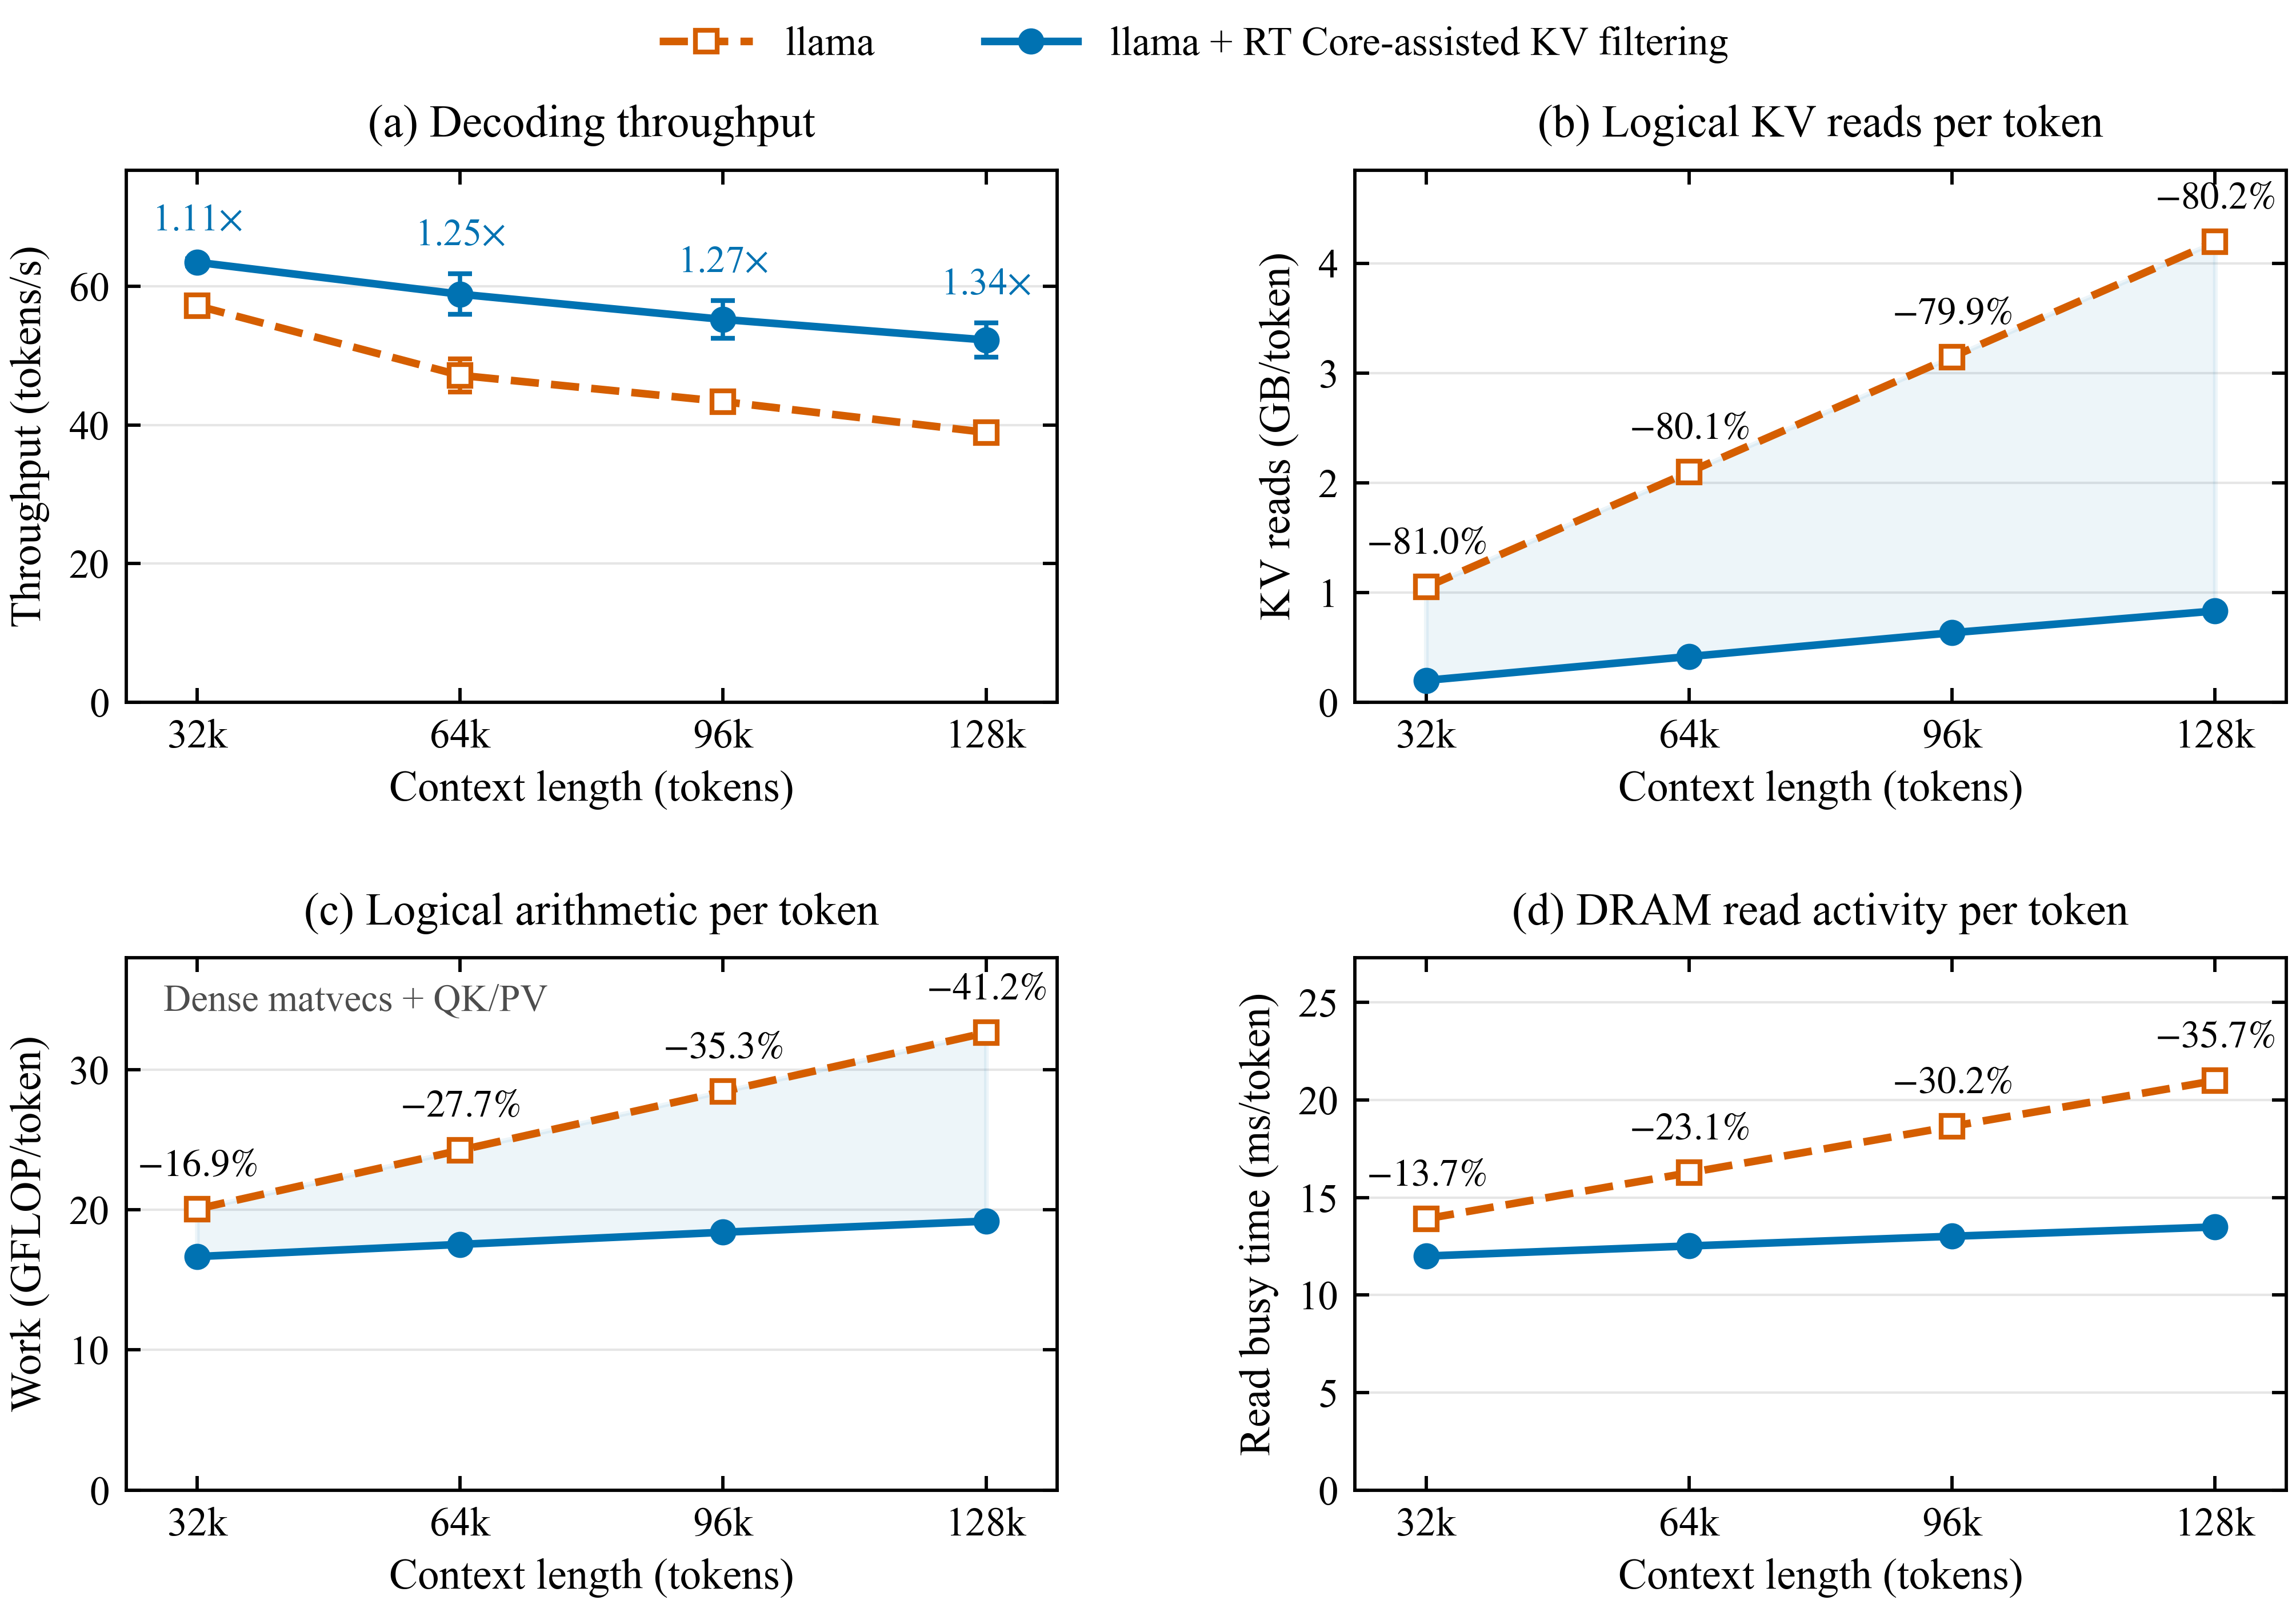 llama
llama + RT Core-assisted KV filtering
(a) Decoding throughput
Throughput (tokens/s)
60
40
20
0
1.11×
1.25×
1.27×
1.34×
32k 64k 96k 128k
Context length (tokens)
(b) Logical KV reads per token
KV reads (GB/token)
4
3
2
1
0
−81.0%
−80.1%
−79.9%
−80.2%
32k 64k 96k 128k
Context length (tokens)
(c) Logical arithmetic per token
Work (GFLOP/token)
30
20
10
0
Dense matvecs + QK/PV
−16.9%
−27.7%
−35.3%
−41.2%
32k 64k 96k 128k
Context length (tokens)
(d) DRAM read activity per token
Read busy time (ms/token)
25
20
15
10
5
0
−13.7%
−23.1%
−30.2%
−35.7%
32k 64k 96k 128k
Context length (tokens)